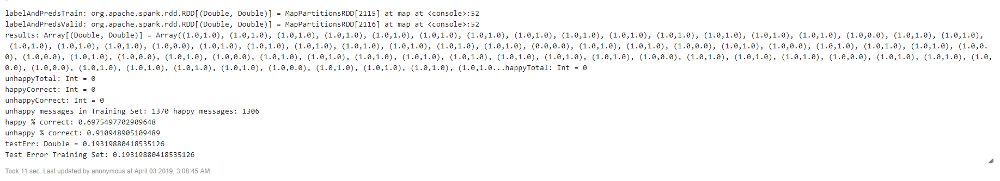 labelAndPredsTrain: org.apache.spark.rdd.RDD[(Double, Double)] = MapPartitionsRDD[2115] at map at <console>:52
labelAndPredsValid: org.apache.spark.rdd.RDD[(Double, Double)] = MapPartitionsRDD[2116] at map at <console>:52
results: Array[(Double, Double)] = Array((1.0,1.0), (1.0,1.0), (1.0,1.0), (1.0,1.0), (1.0,1.0), (1.0,1.0), (1.0,1.0), (1.0,1.0), (1.0,1.0), (1.0,1.0), (1.0,1.0), (1.0,1.0), (1.0,1.0), (1.0,1.0), (1.0,0.0), (1.0,1.0), (1.0,1.0),
(1.0,1.0), (1.0,1.0), (1.0,1.0), (1.0,0.0), (1.0,1.0), (1.0,1.0), (1.0,1.0), (1.0,1.0), (1.0,1.0), (1.0,1.0), (1.0,1.0), (0.0,0.0), (1.0,1.0), (1.0,1.0), (1.0,0.0), (1.0,1.0), (1.0,0.0), (1.0,1.0), (1.0,1.0), (1.0,1.0), (1.0,0.
0), (1.0,0.0), (1.0,1.0), (1.0,0.0), (1.0,1.0), (1.0,0.0), (1.0,1.0), (1.0,1.0), (1.0,1.0), (1.0,1.0), (1.0,1.0), (1.0,1.0), (1.0,1.0), (1.0,1.0), (1.0,0.0), (1.0,1.0), (1.0,1.0), (1.0,1.0), (1.0,0.0), (1.0,1.0), (1.0,1.0), (1.0,
0.0), (1.0,0.0), (1.0,1.0), (1.0,1.0), (1.0,1.0), (1.0,1.0), (1.0,0.0), (1.0,1.0), (1.0,1.0), (1.0,1.0), (1.0,1.0...happyTotal: Int = 0
unhappyTotal: Int = 0
happyCorrect: Int = 0
unhappyCorrect: Int = 0
unhappy messages in Training Set: 1370 happy messages: 1306
happy % correct: 0.6975497702909648
unhappy % correct: 0.910948905109489
testErr: Double = 0.19319880418535126
Test Error Training Set: 0.19319880418535126
Took 11 sec. Last updated by anonymous at April 03 2019, 3:08:45 AM.